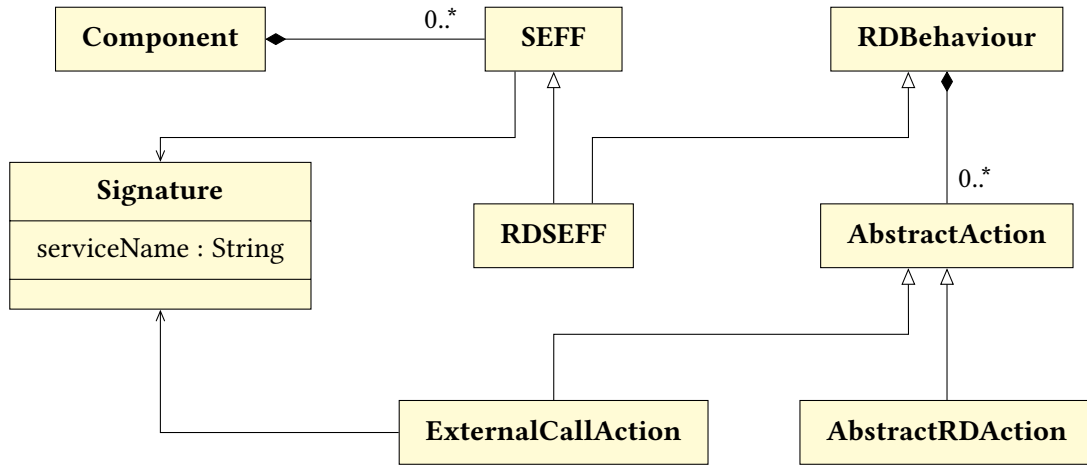 Component
0..*
SEFF
RDBehaviour
Signature
serviceName : String
0..*
RDSEFF
AbstractAction
ExternalCallAction
AbstractRDAction